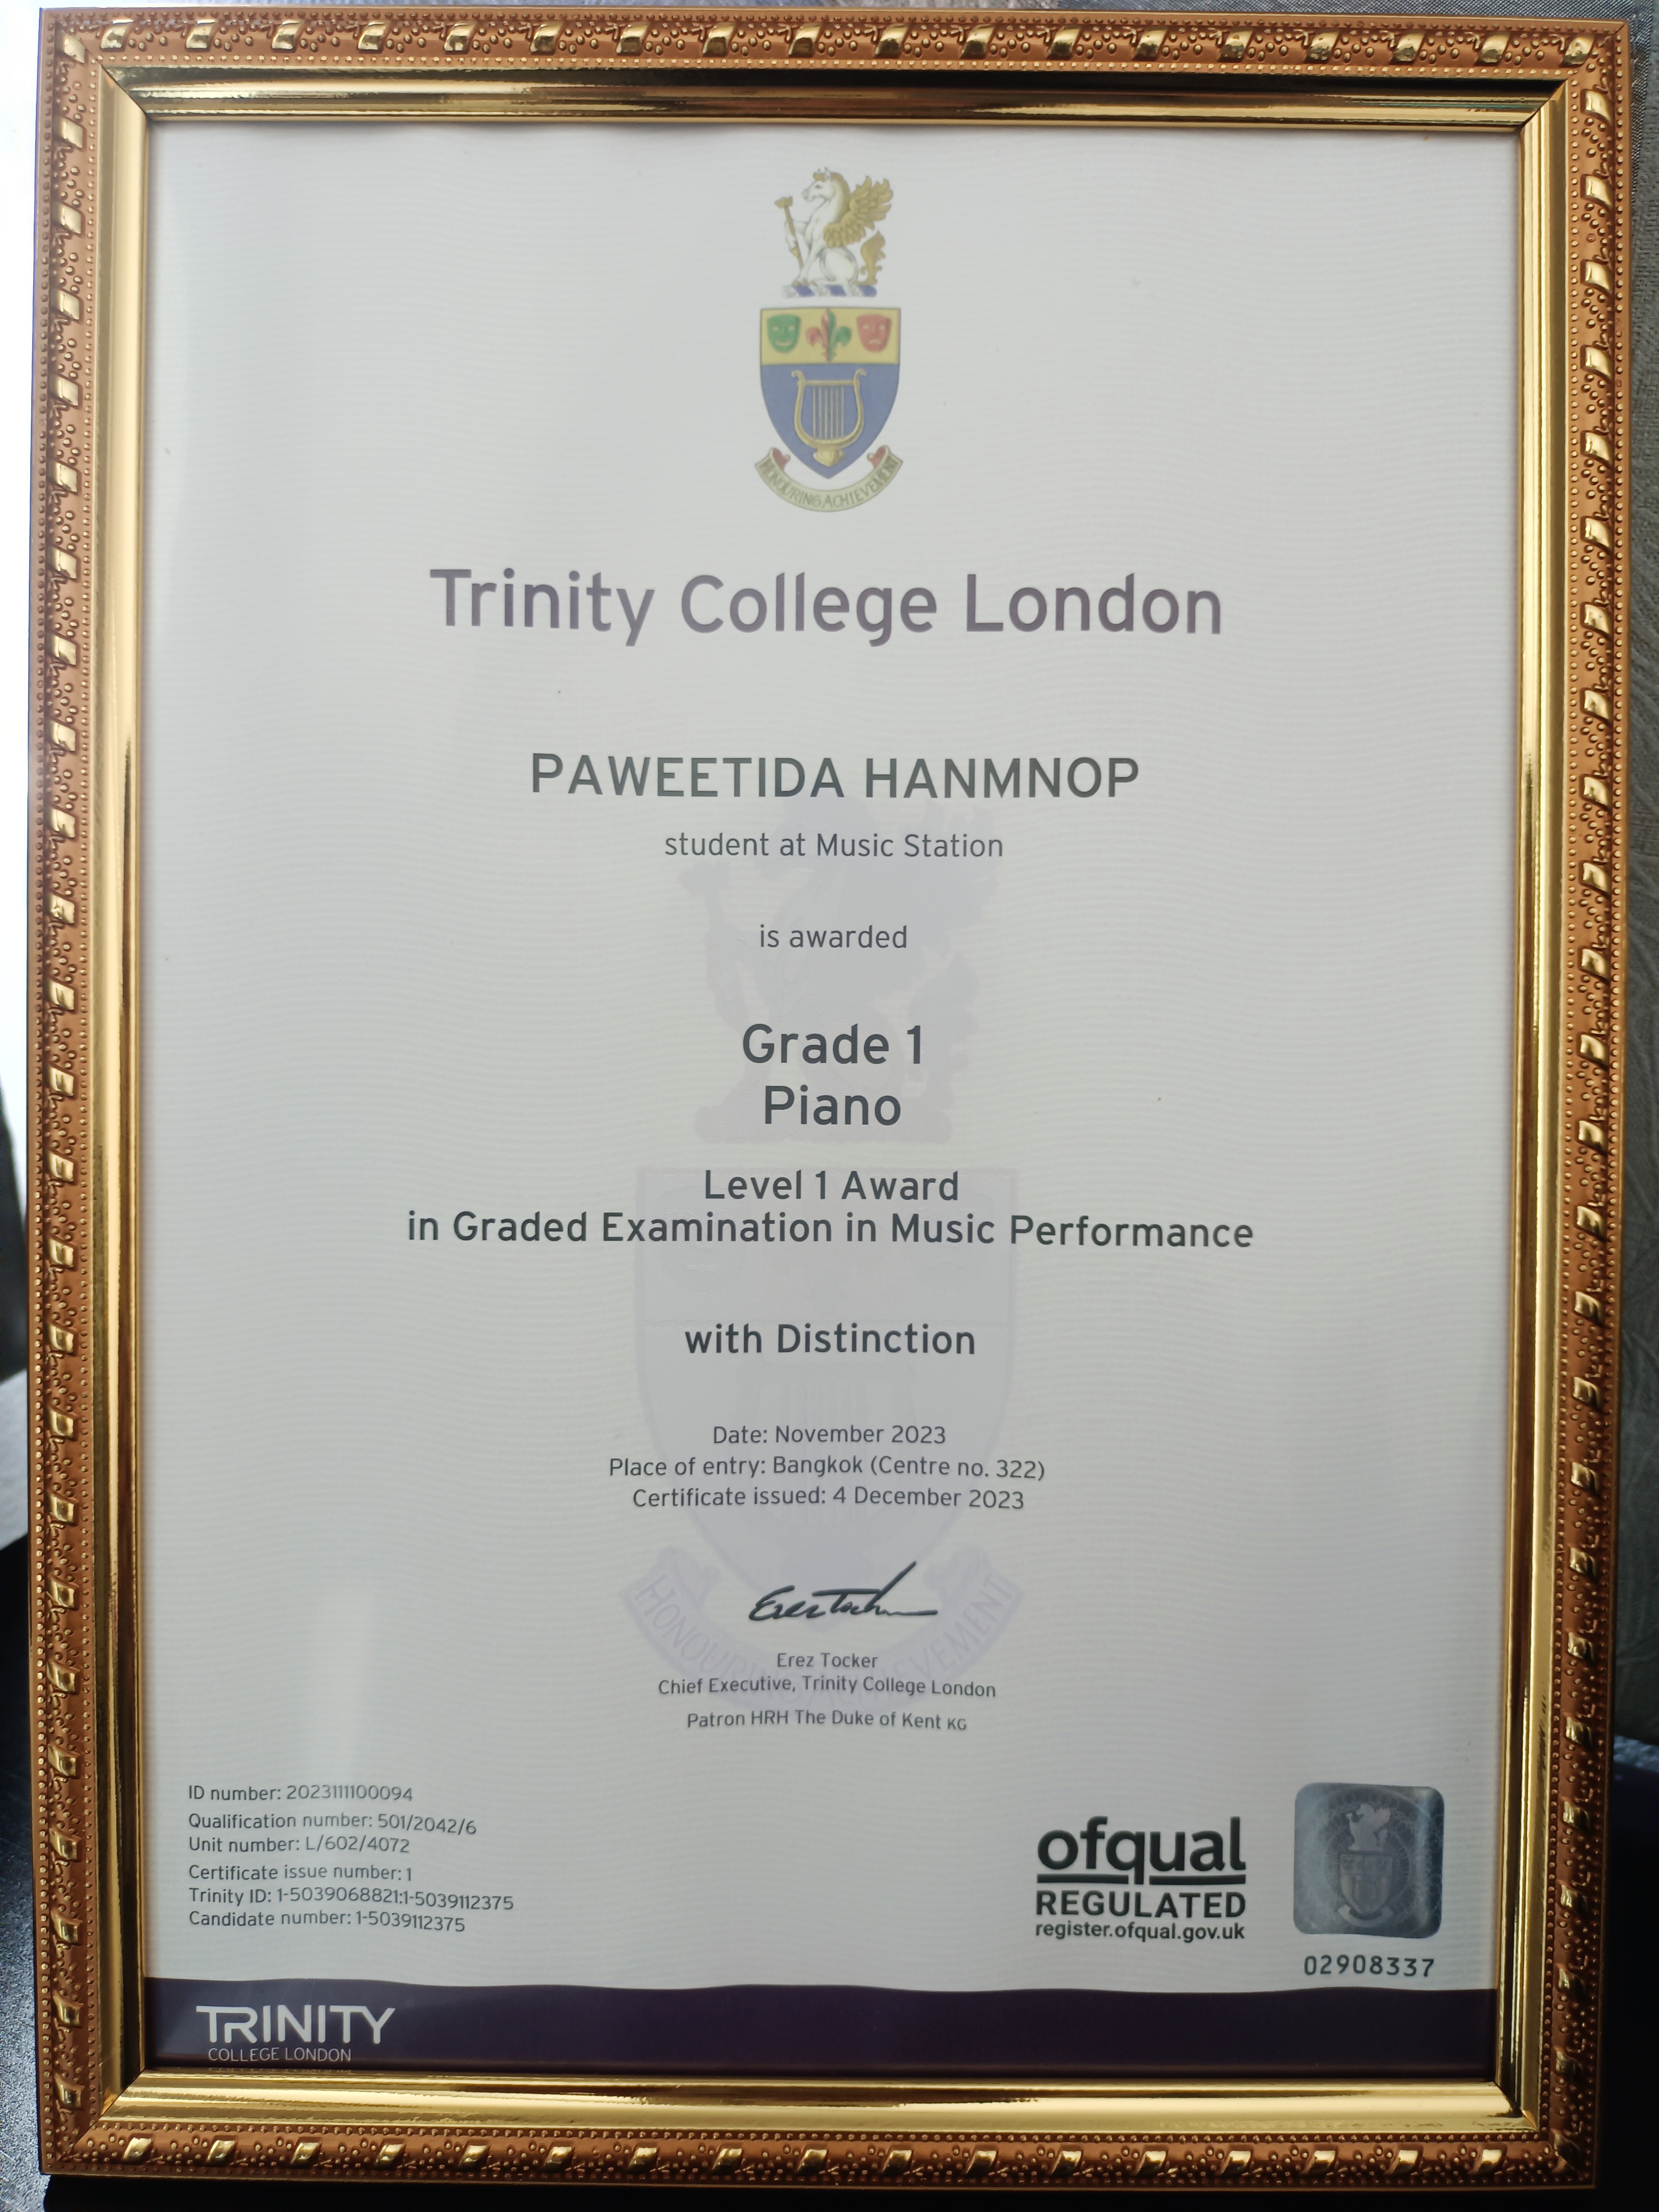 HONOURING ACHIEVEMENT
Trinity College London
PAWEETIDA HANMNOP
student at Music Station
is awarded
Grade 1
Piano
Level 1 Award
in Graded Examination in Music Performance
with Distinction
Date: November 2023
Place of entry: Bangkok (Centre no. 322)
Certificate issued: 4 December 2023
Erez Tocker
HONOURING ACHIEVEMENT
Erez Tocker
Chief Executive, Trinity College London
Patron HRH The Duke of Kent KG
ID number: 2023111100094
Qualification number: 501/2042/6
Unit number: L/602/4072
Certificate issue number: 1
Trinity ID: 1-5039068821:1-5039112375
Candidate number: 1-5039112375
ofqual
REGULATED
register.ofqual.gov.uk
02908337
TRINITY
COLLEGE LONDON